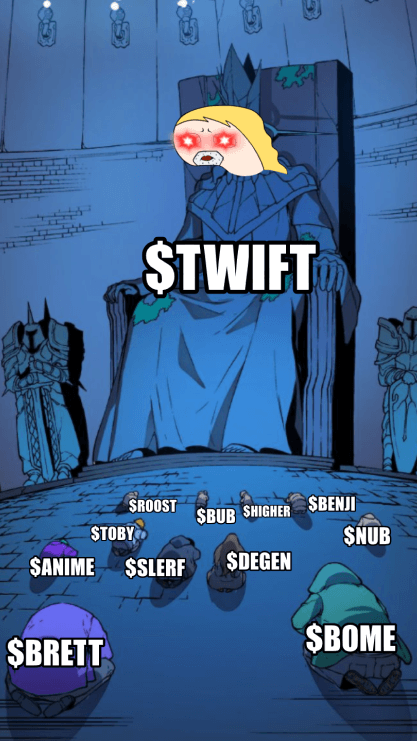 $TWIFT
$ROOST
$BUB
$HIGHER
$BENJI
$TOBY
$NUB
$ANIME
$SLERF
$DEGEN
$BRETT
$BOME